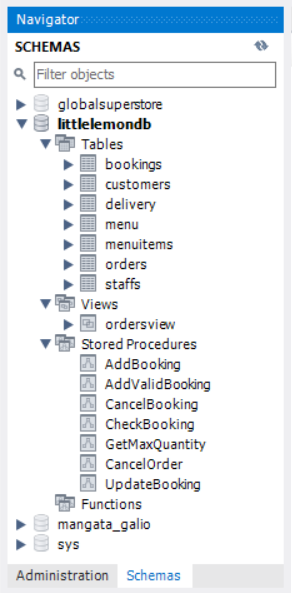 Navigator
SCHEMAS
Filter objects
globalsuperstore
littlelemondb
Tables
bookings
customers
delivery
menu
menuitems
orders
staffs
Views
ordersview
Stored Procedures
AddBooking
AddValidBooking
CancelBooking
CheckBooking
GetMaxQuantity
CancelOrder
UpdateBooking
Functions
mangata_galio
sys
Administration Schemas